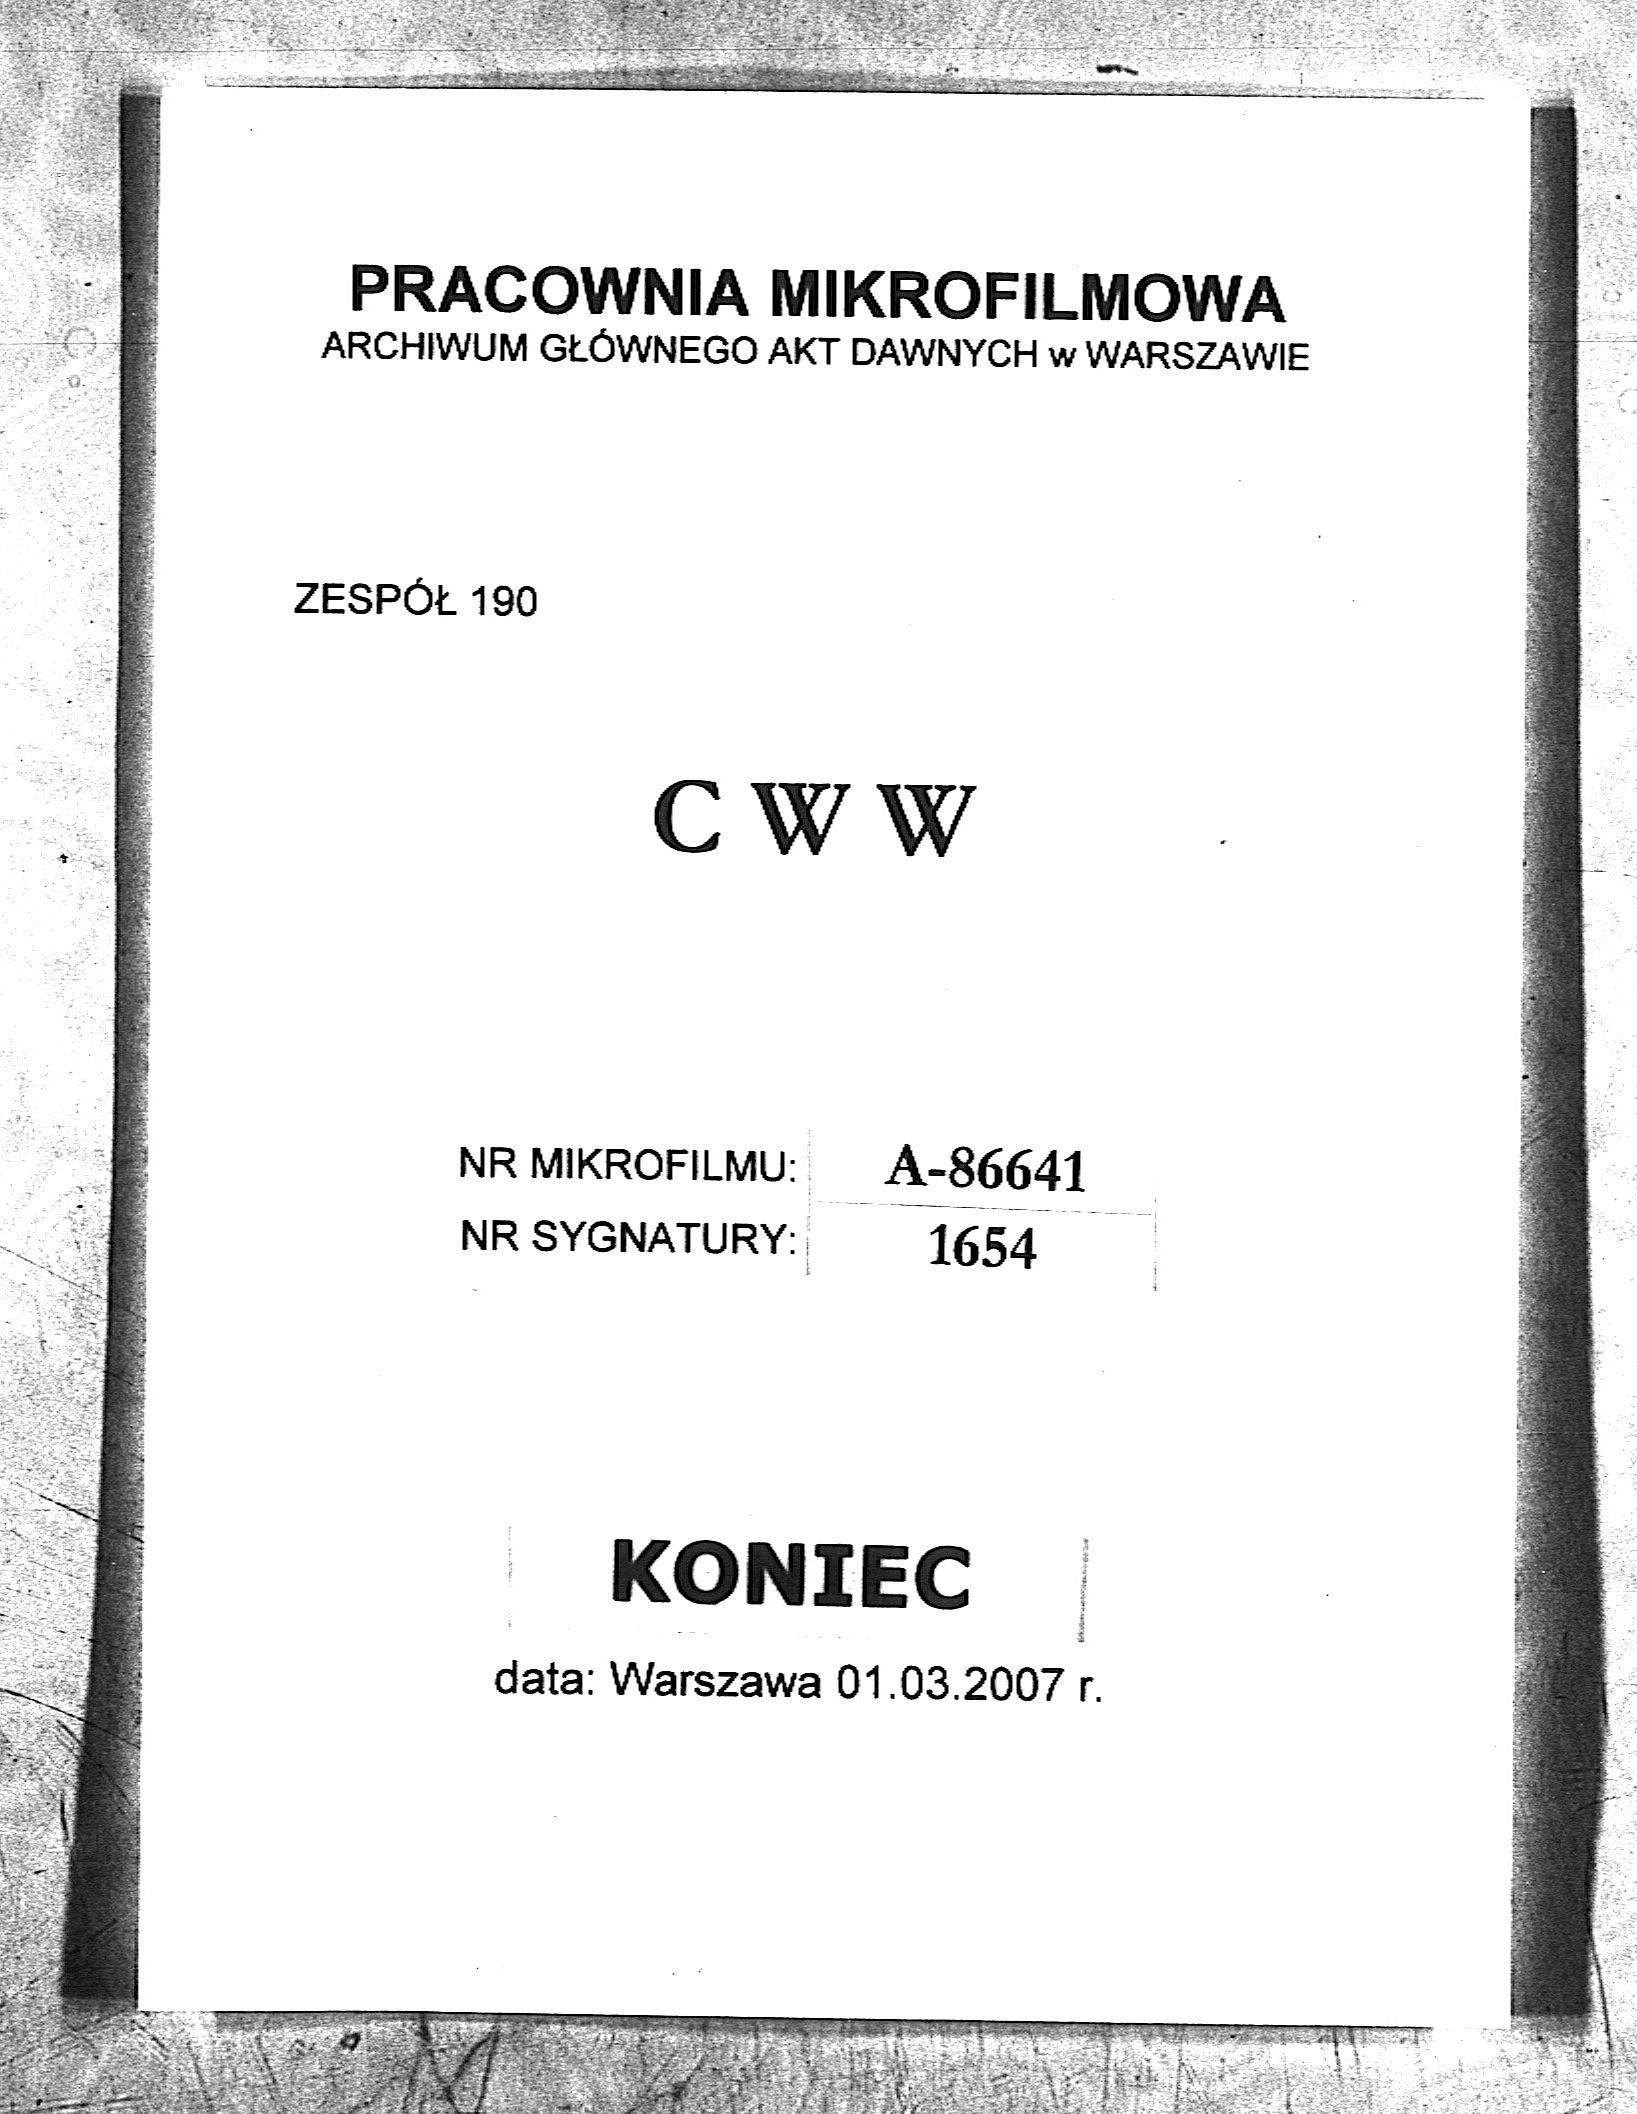 PRACOWNIA MIKROFILMOWA
ARCHIWUM GŁÓWNEGO AKT DAWNYCH w WARSZAWIE
ZESPÓŁ 190
C W W
NR MIKROFILMU: A-86641
NR SYGNATURY: 1654
KONIEC
data: Warszawa 01.03.2007 r.